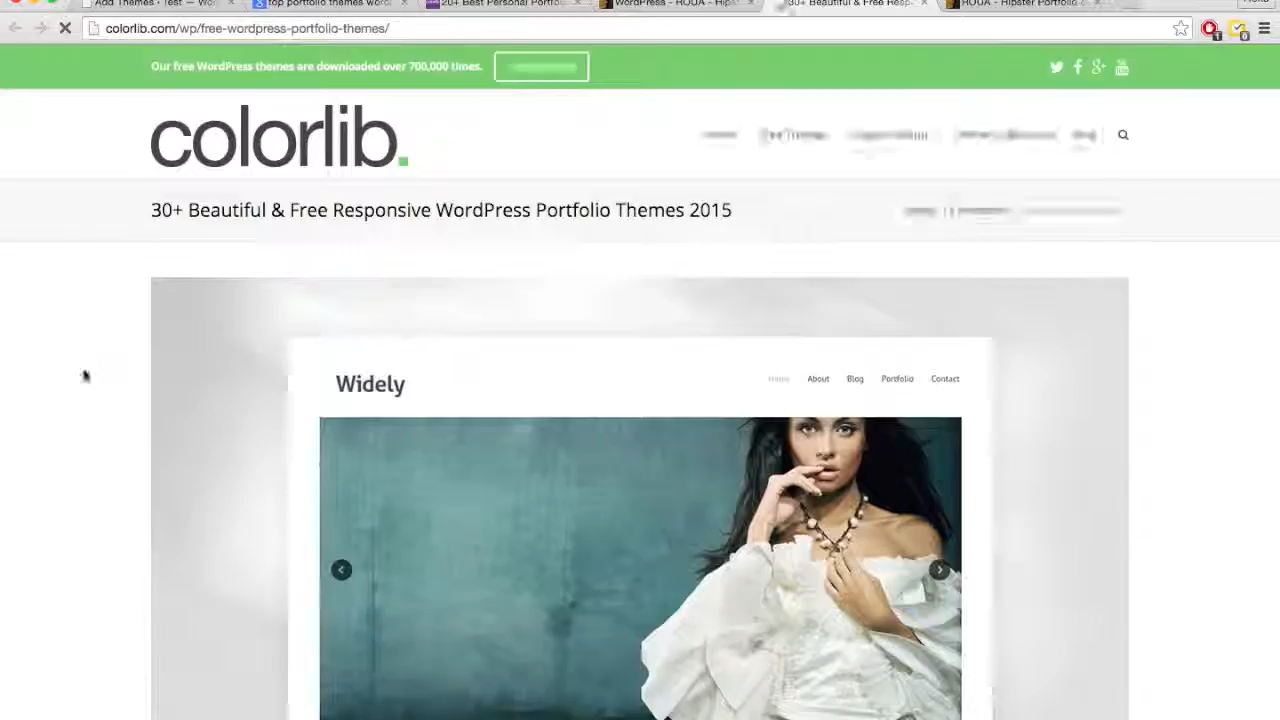 Add Themes · Test — Wo
top portfolio themes word
20+ Best Personal Portfo
WordPress - ROUA - Hips
30+ Beautiful & Free Resp
ROUA - Hipster Portfolio
colorlib.com/wp/free-wordpress-portfolio-themes/
Our free WordPress themes are downloaded over 700,000 times.
colorlib.
30+ Beautiful & Free Responsive WordPress Portfolio Themes 2015
Widely
Home About Blog Portfolio Contact